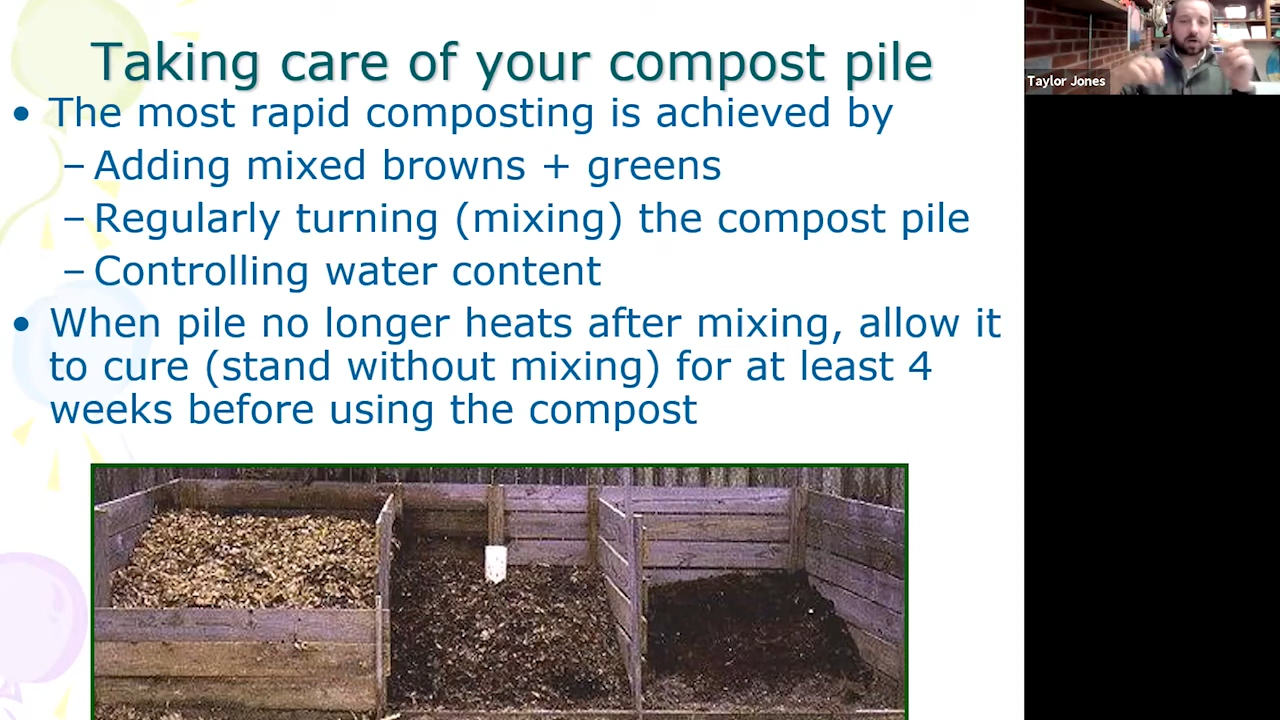 Taking care of your compost pile
• The most rapid composting is achieved by
– Adding mixed browns + greens
– Regularly turning (mixing) the compost pile
– Controlling water content
• When pile no longer heats after mixing, allow it
to cure (stand without mixing) for at least 4
weeks before using the compost
Taylor Jones